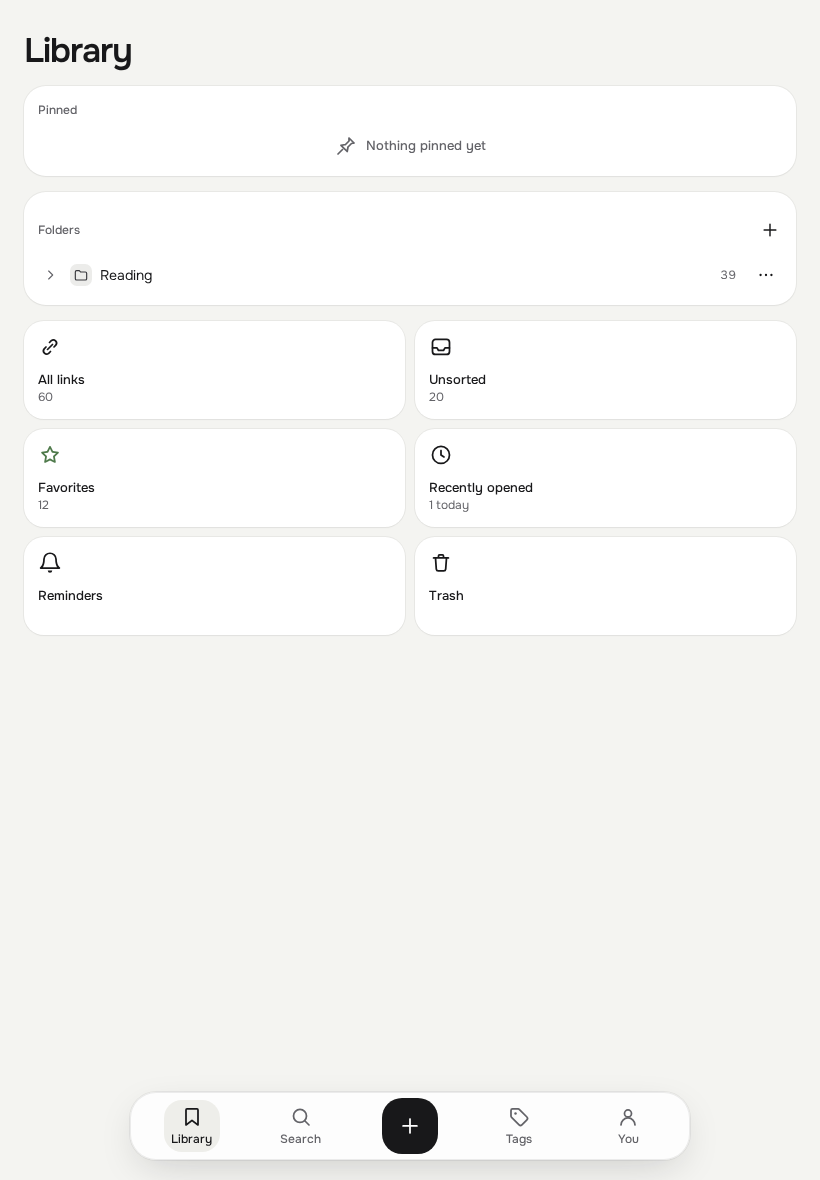 Library
Pinned
Nothing pinned yet
Folders
Reading 39
All links
60
Unsorted
20
Favorites
12
Recently opened
1 today
Reminders
Trash
Library Search Tags You